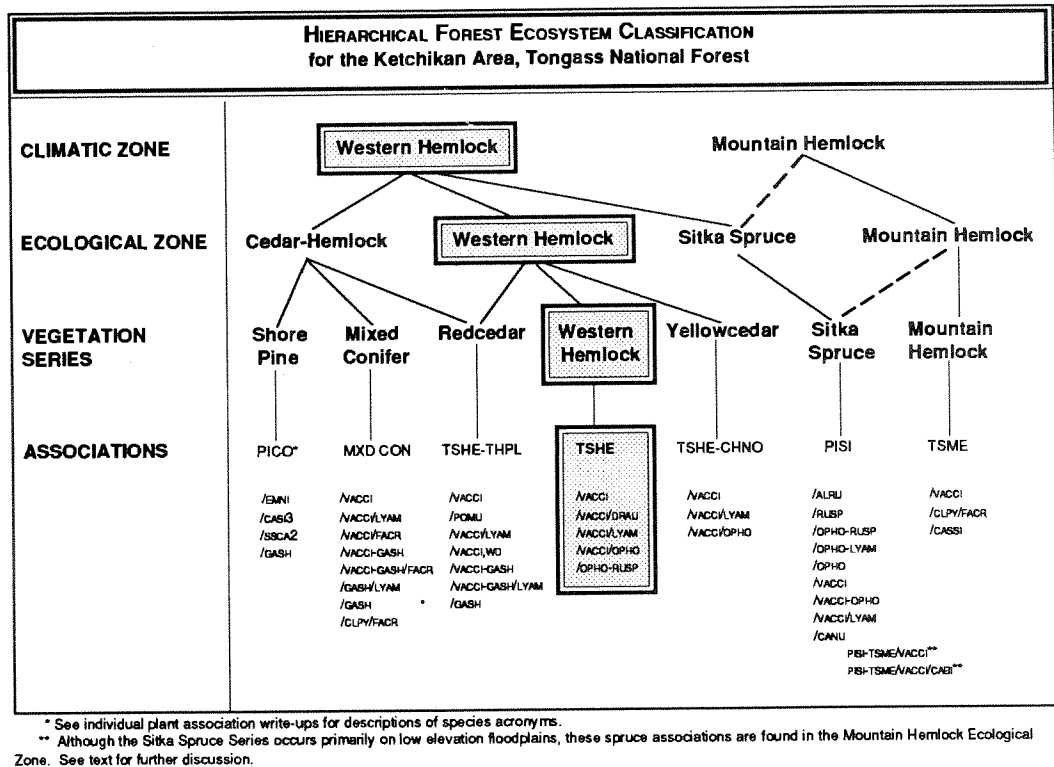 HIERARCHICAL FOREST ECOSYSTEM CLASSIFICATION
for the Ketchikan Area, Tongass National Forest
CLIMATIC ZONE
Western Hemlock
Mountain Hemlock
ECOLOGICAL ZONE
Cedar-Hemlock
Western Hemlock
Sitka Spruce
Mountain Hemlock
VEGETATION
SERIES
Shore
Pine
Mixed
Conifer
Redcedar
Western
Hemlock
Yellowcedar
Sitka
Spruce
Mountain
Hemlock
ASSOCIATIONS
PICO*
/EMNI
/CASI3
/SSCA2
/GASH
MXD CON
/VACCI
/VACCI/LYAM
/VACCI/FACR
/VACCI-GASH
/VACCI-GASH/FACR
/GASH/LYAM
/GASH
/CLPY/FACR
TSHE-THPL
/VACCI
/POMU
/VACCI/LYAM
/VACCI,WD
/VACCI-GASH
/VACCI-GASH/LYAM
/GASH
TSHE
/VACCI
/VACCI/DRAU
/VACCI/LYAM
/VACCI/OPHO
/OPHO-RUSP
TSHE-CHNO
/VACCI
/VACCI/LYAM
/VACCI/OPHO
PISI
/ALRU
/RUSP
/OPHO-RUSP
/OPHO-LYAM
/OPHO
/VACCI
/VACCI-OPHO
/VACCI/LYAM
/CANU
PISI-TSME/VACCI**
PISI-TSME/VACCI/CABI**
TSME
/VACCI
/CLPY/FACR
/CASSI
* See individual plant association write-ups for descriptions of species acronyms.
** Although the Sitka Spruce Series occurs primarily on low elevation floodplains, these spruce associations are found in the Mountain Hemlock Ecological
Zone. See text for further discussion.